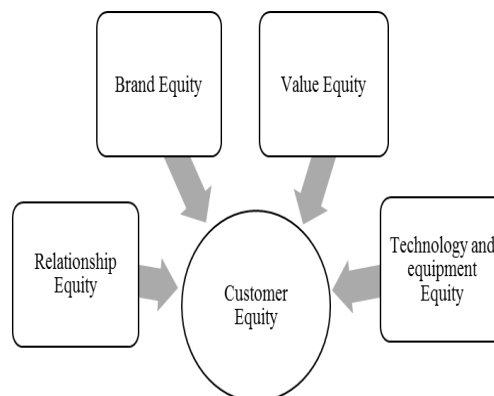 Brand Equity
Value Equity
Relationship
Equity
Customer
Equity
Technology and
equipment
Equity